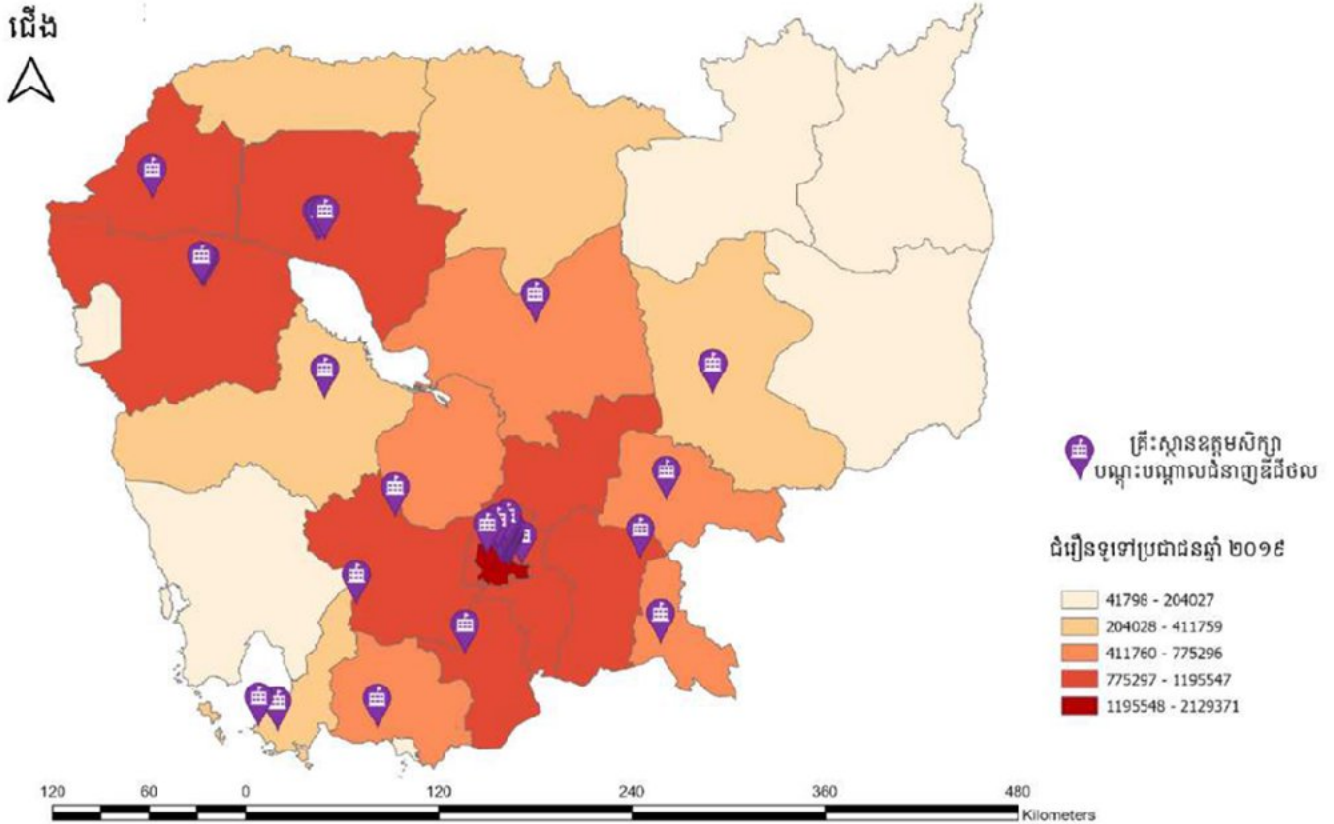 ជើង
គ្រឹះស្ថានឧត្តមសិក្សា
បណ្តុះបណ្តាលជំនាញឌីជីថល
ជំរឿនទូទៅប្រជាជនឆ្នាំ ២០១៩
41798 - 204027
204028 - 411759
411760 - 775296
775297 - 1195547
1195548 - 2129371
120 60 0 120 240 360 480
Kilometers